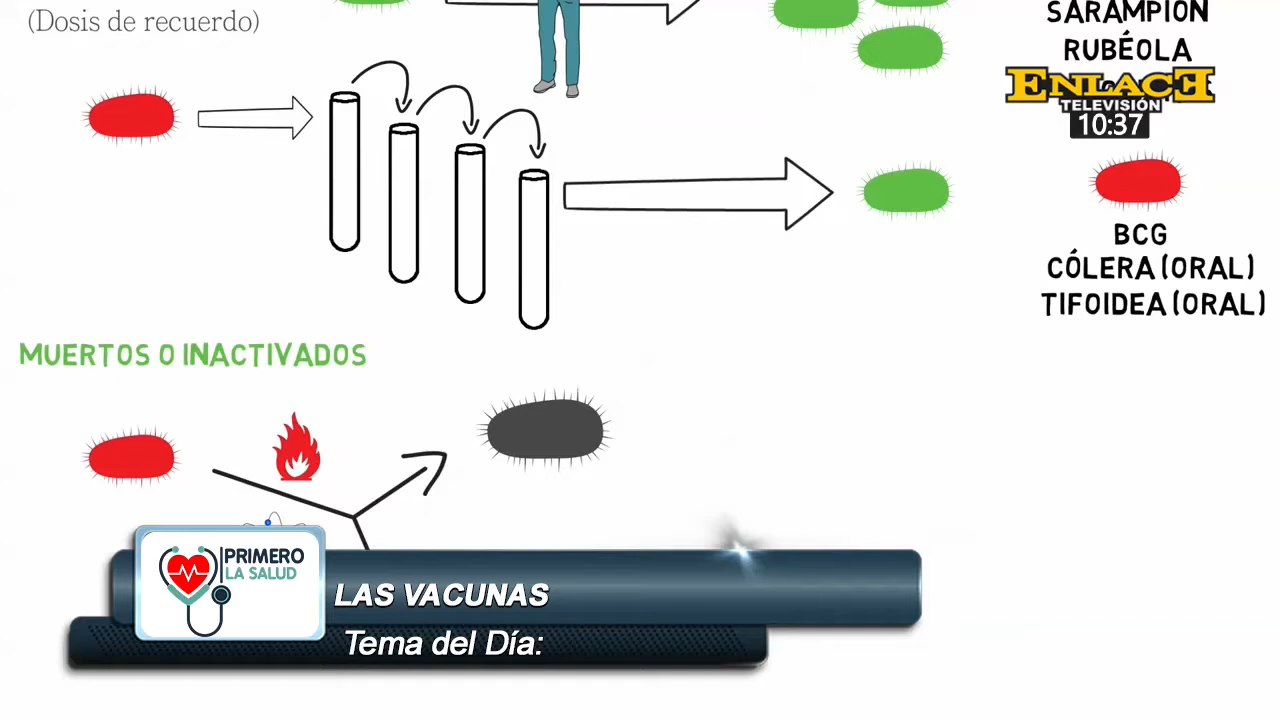 (Dosis de recuerdo)
SARAMPIÓN
RUBÉOLA
ENLACE
TELEVISIÓN
10:37
BCG
CÓLERA (ORAL)
TIFOIDEA (ORAL)
MUERTOS O INACTIVADOS
PRIMERO
LA SALUD
LAS VACUNAS
Tema del Día: